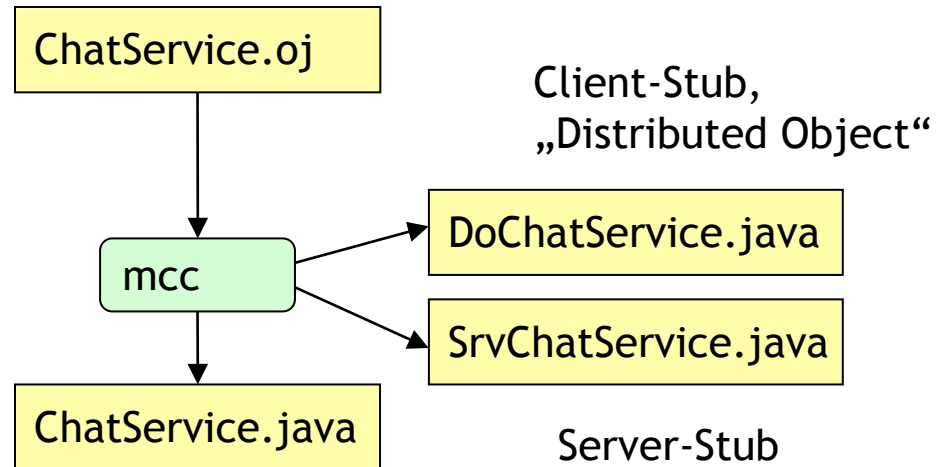 ChatService.oj
Client-Stub,
„Distributed Object“
DoChatService.java
mcc
SrvChatService.java
ChatService.java
Server-Stub